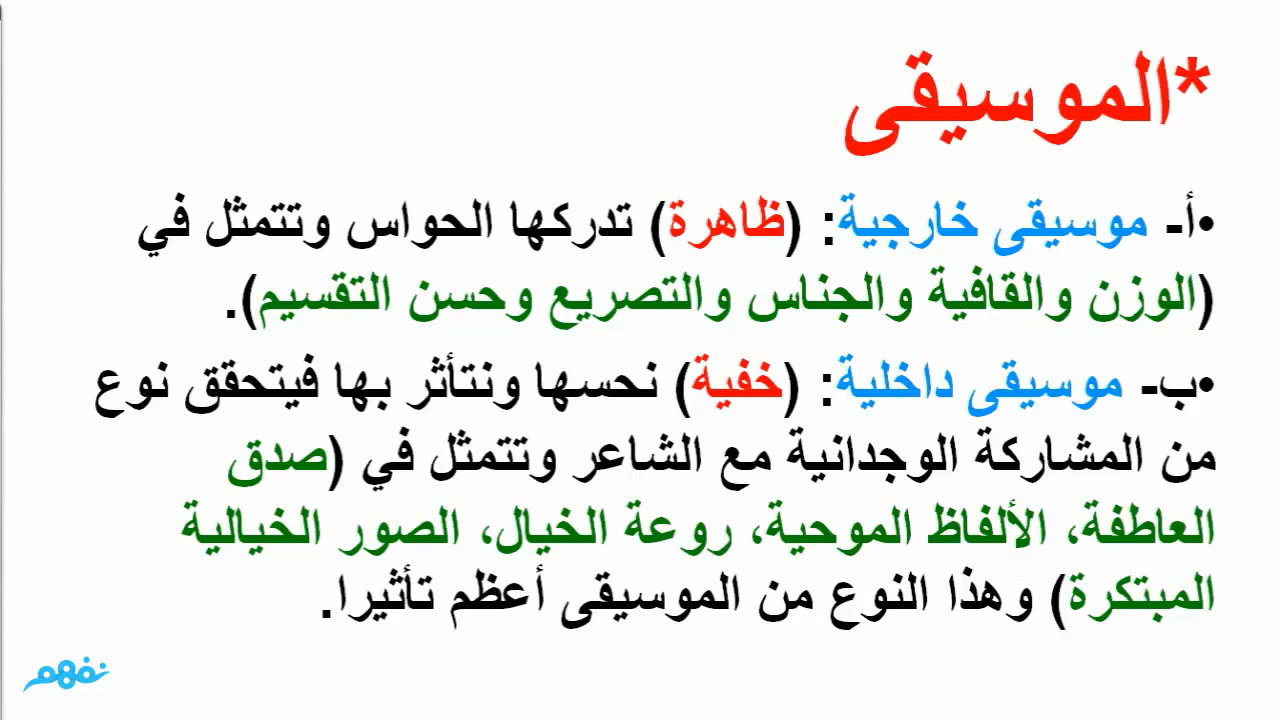 *الموسيقى
•أ- موسيقى خارجية: (ظاهرة) تدركها الحواس وتتمثل في
(الوزن والقافية والجناس والتصريع وحسن التقسيم).
•ب- موسيقى داخلية: (خفية) نحسها ونتأثر بها فيتحقق نوع
من المشاركة الوجدانية مع الشاعر وتتمثل في (صدق
العاطفة، الألفاظ الموحية، روعة الخيال، الصور الخيالية
المبتكرة) وهذا النوع من الموسيقى أعظم تأثيرا.
نفهم